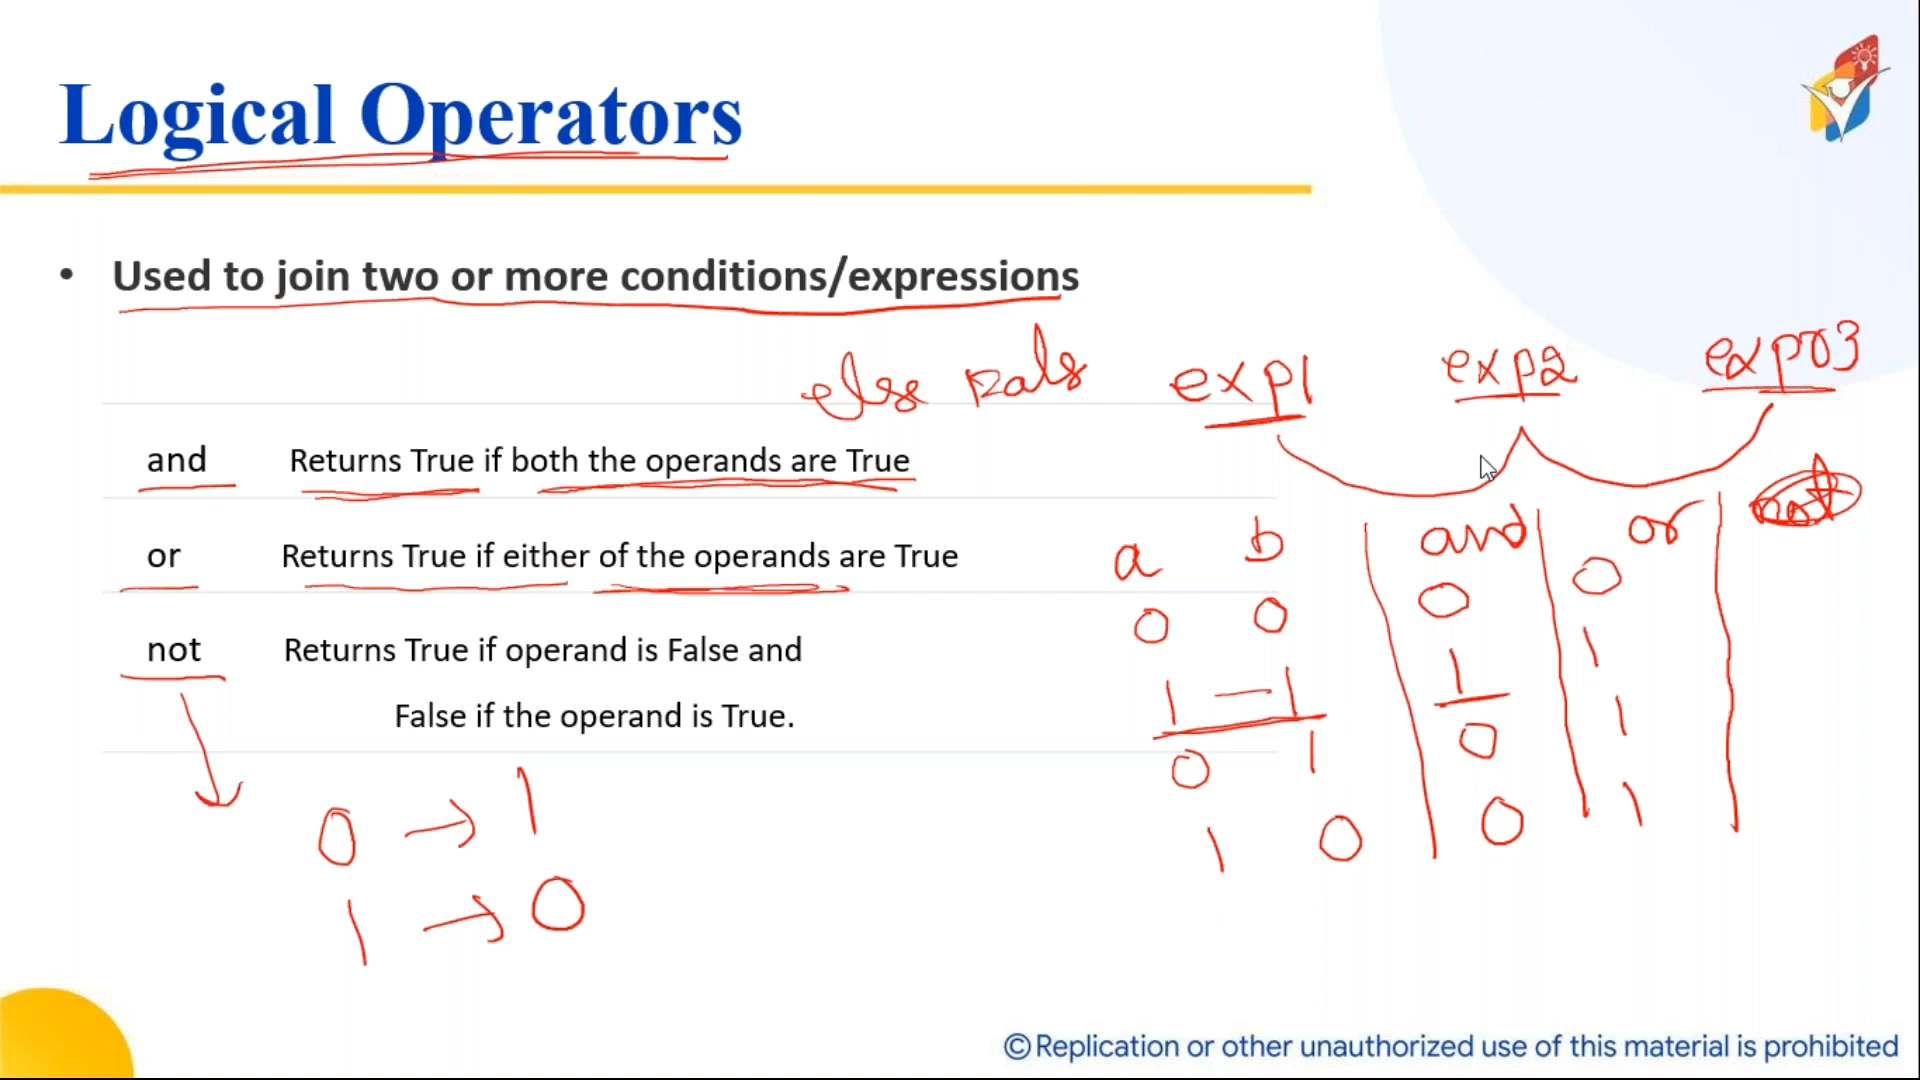 Logical Operators
• Used to join two or more conditions/expressions
else
exp1 exp2 expr3
and Returns True if both the operands are True
or Returns True if either of the operands are True
not Returns True if operand is False and
False if the operand is True.
a b and or not
0 0 0 0
1 — 1 1 1
0 1 0 1
1 0 0 1
0 → 1
1 → 0
©Replication or other unauthorized use of this material is prohibited